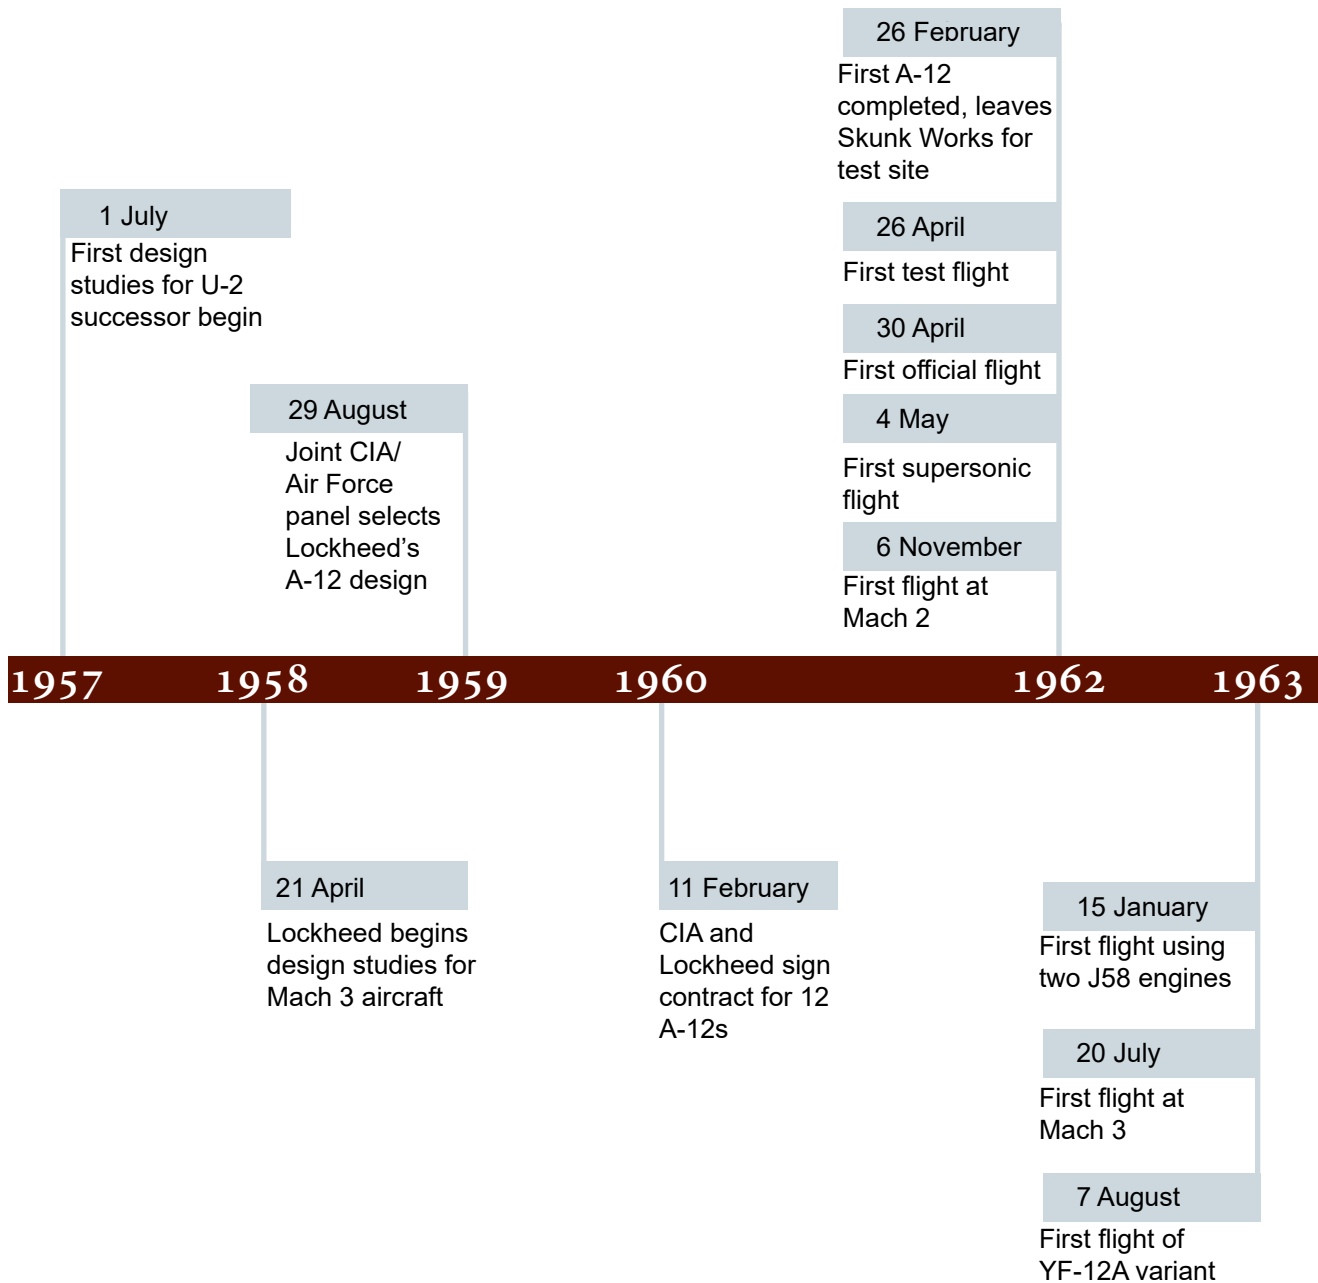 26 February
First A-12
completed, leaves
Skunk Works for
test site
1 July
First design
studies for U-2
successor begin
26 April
First test flight
30 April
First official flight
29 August
Joint CIA/
Air Force
panel selects
Lockheed’s
A-12 design
4 May
First supersonic
flight
6 November
First flight at
Mach 2
1957 1958 1959 1960 1962 1963
21 April
Lockheed begins
design studies for
Mach 3 aircraft
11 February
CIA and
Lockheed sign
contract for 12
A-12s
15 January
First flight using
two J58 engines
20 July
First flight at
Mach 3
7 August
First flight of
YF-12A variant